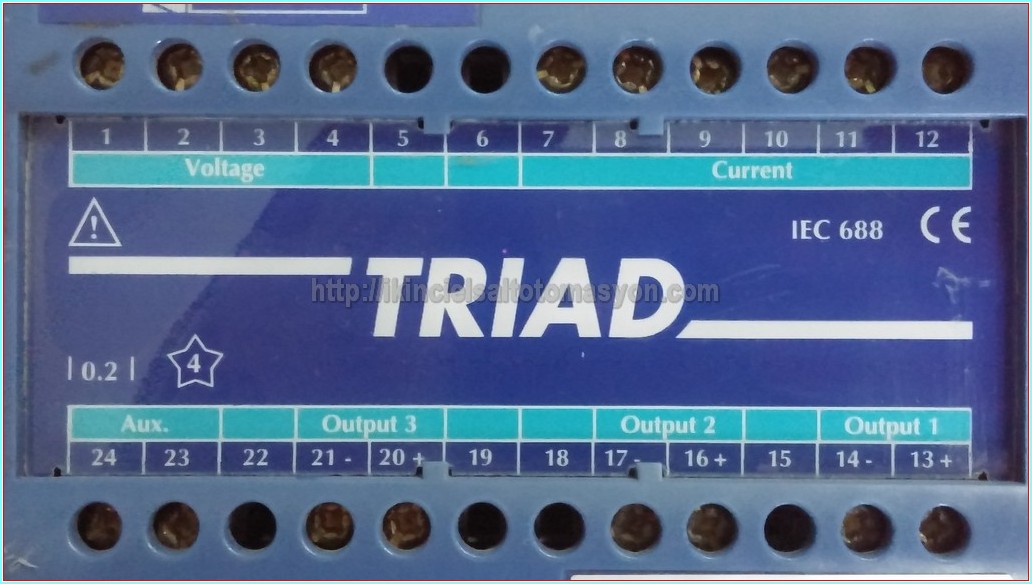 1 2 3 4 5 6 7 8 9 10 11 12
Voltage Current
IEC 688 CE
TRIAD
http://ikincielsaltotomasyon.com
0.2 4
Aux. Output 3 Output 2 Output 1
24 23 22 21 - 20 + 19 18 17 - 16 + 15 14 - 13 +